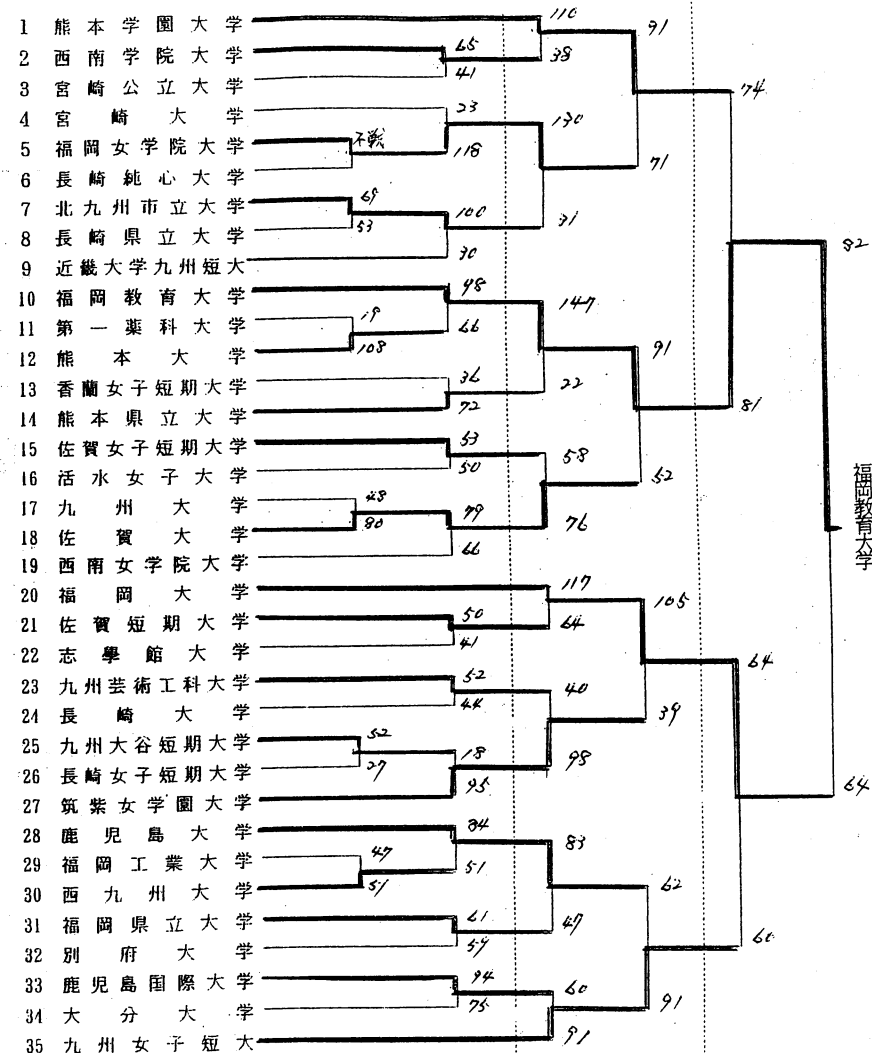 110
1 熊本学園大学
91
65
2 西南学院大学
38
41
3 宮崎公立大学
74
23
4 宮崎大学
130
不戦
5 福岡女学院大学
118
71
6 長崎純心大学
69
7 北九州市立大学
100
31
53
8 長崎県立大学
82
30
9 近畿大学九州短大
98
10 福岡教育大学
147
19
11 第一薬科大学
66
108
91
12 熊本大学
36
13 香蘭女子短期大学
22
72
81
14 熊本県立大学
53
15 佐賀女子短期大学
58
50
16 活水女子大学
52
福岡教育大学
48
17 九州大学
79
80
76
18 佐賀大学
66
19 西南女学院大学
117
20 福岡大学
105
50
21 佐賀短期大学
64
41
22 志學館大学
64
52
23 九州芸術工科大学
40
44
24 長崎大学
39
52
25 九州大谷短期大学
18
98
27
26 長崎女子短期大学
95
64
27 筑紫女学園大学
84
28 鹿児島大学
83
47
29 福岡工業大学
51
51
62
30 西九州大学
61
31 福岡県立大学
47
59
60
32 別府大学
94
33 鹿児島国際大学
60
75
91
34 大分大学
91
35 九州女子短大